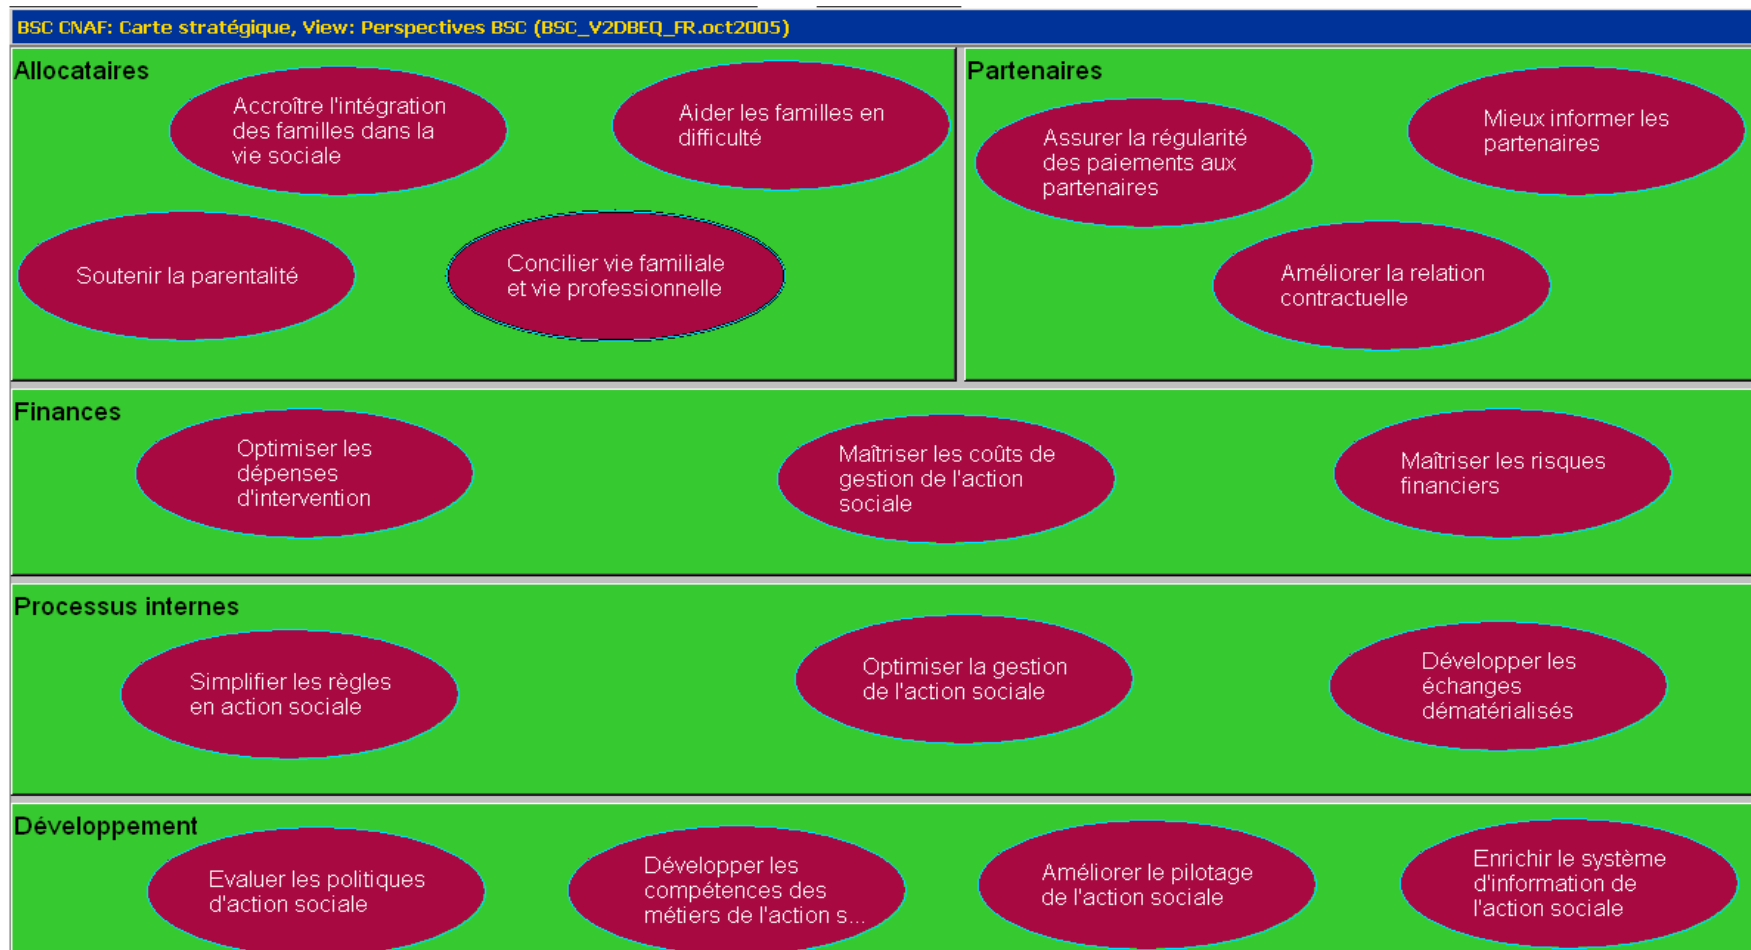 BSC CNAF: Carte stratégique, View: Perspectives BSC (BSC_V2DBEQ_FR.oct2005)
Allocataires
Accroître l'intégration
des familles dans la
vie sociale
Aider les familles en
difficulté
Soutenir la parentalité
Concilier vie familiale
et vie professionnelle
Partenaires
Assurer la régularité
des paiements aux
partenaires
Mieux informer les
partenaires
Améliorer la relation
contractuelle
Finances
Optimiser les
dépenses
d'intervention
Maîtriser les coûts de
gestion de l'action
sociale
Maîtriser les risques
financiers
Processus internes
Simplifier les règles
en action sociale
Optimiser la gestion
de l'action sociale
Développer les
échanges
dématérialisés
Développement
Evaluer les politiques
d'action sociale
Développer les
compétences des
métiers de l'action s...
Améliorer le pilotage
de l'action sociale
Enrichir le système
d'information de
l'action sociale